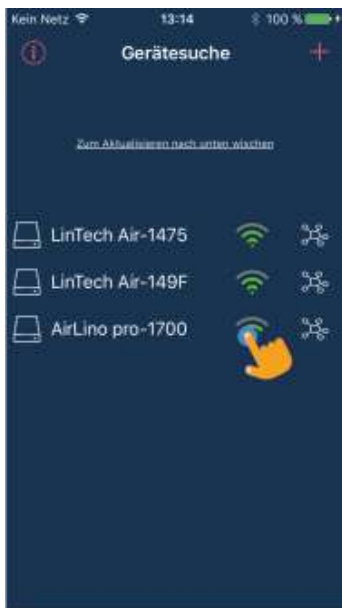 Kein Netz 13:14 100 %
Gerätesuche
Zum Aktualisieren nach unten wischen
LinTech Air-1475
LinTech Air-149F
AirLino pro-1700